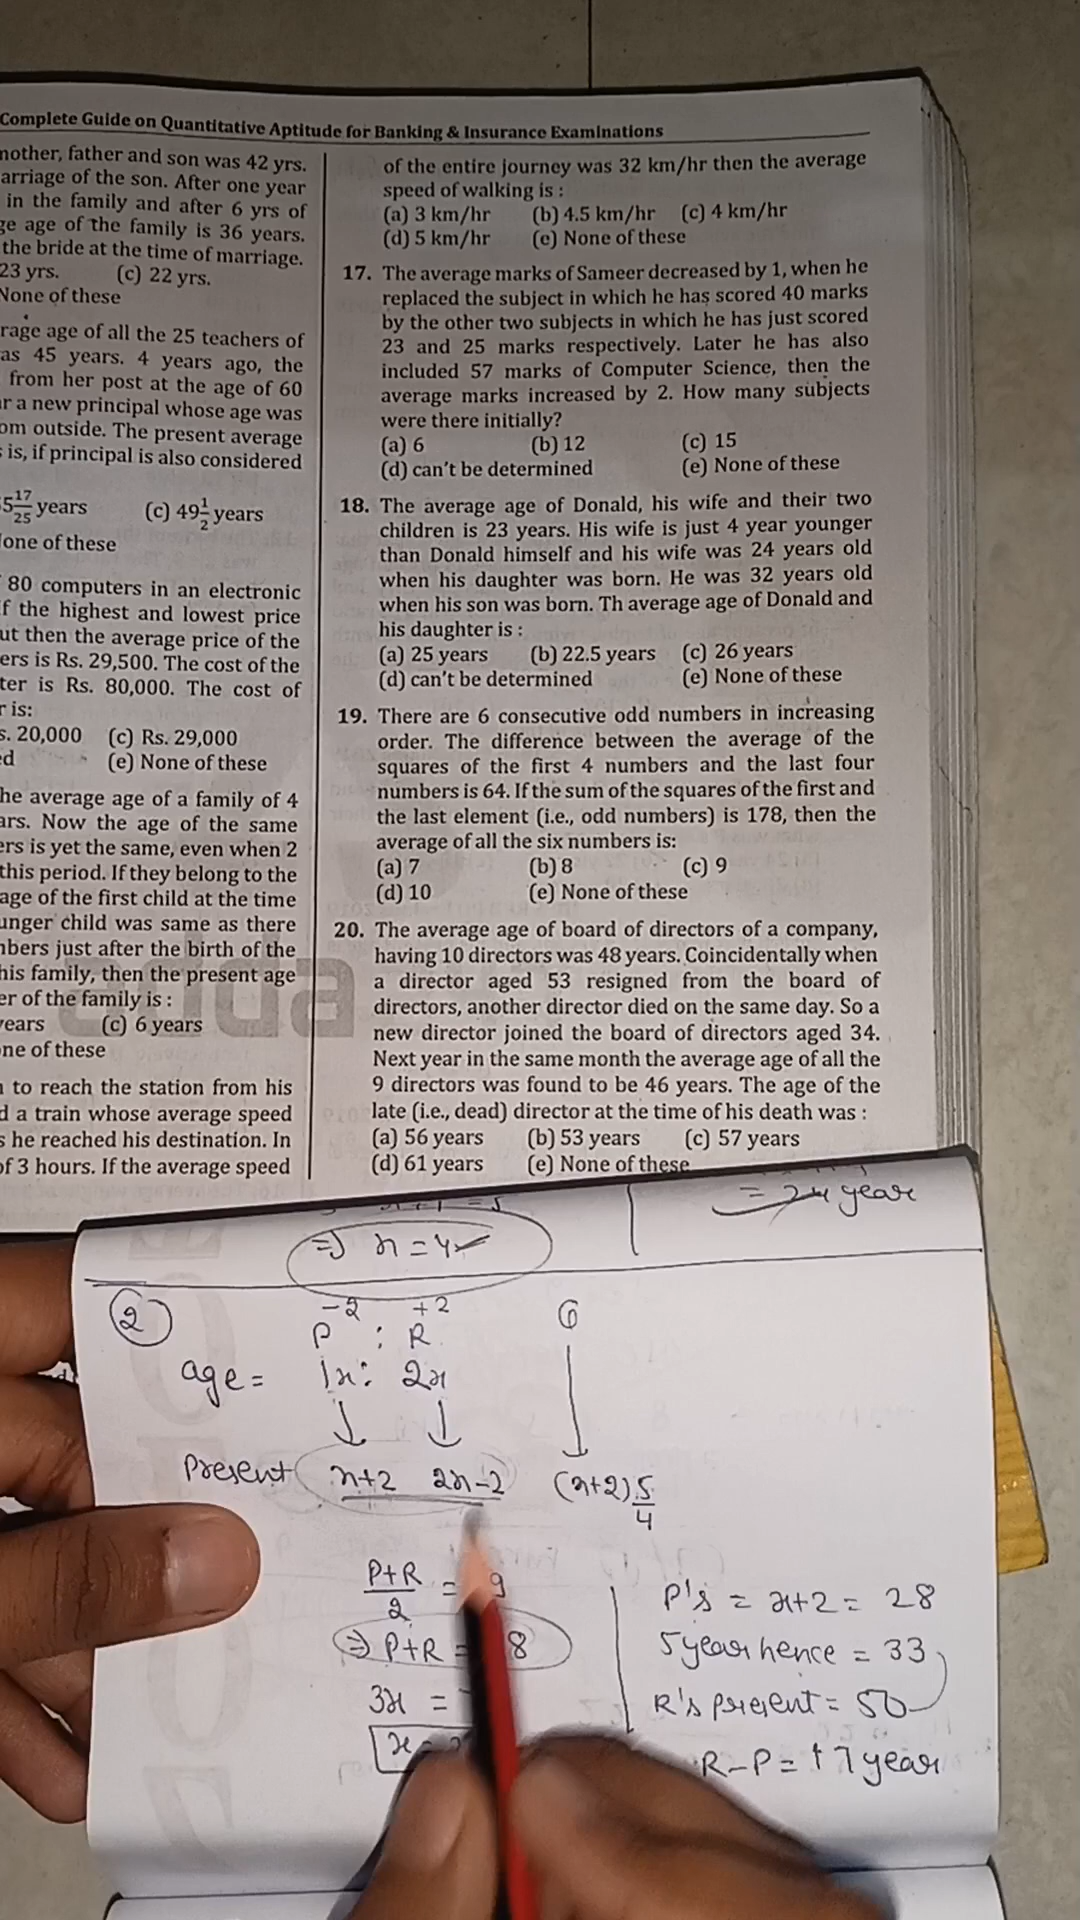 Complete Guide on Quantitative Aptitude for Banking & Insurance Examinations
mother, father and son was 42 yrs.
arriage of the son. After one year
in the family and after 6 yrs of
ge age of the family is 36 years.
the bride at the time of marriage.
23 yrs. (c) 22 yrs.
None of these
rage age of all the 25 teachers of
as 45 years. 4 years ago, the
from her post at the age of 60
ar a new principal whose age was
om outside. The present average
is, if principal is also considered
5 17/25 years (c) 49 1/2 years
None of these
80 computers in an electronic
f the highest and lowest price
ut then the average price of the
ers is Rs. 29,500. The cost of the
ter is Rs. 80,000. The cost of
r is:
s. 20,000 (c) Rs. 29,000
ed (e) None of these
he average age of a family of 4
ars. Now the age of the same
ers is yet the same, even when 2
this period. If they belong to the
age of the first child at the time
unger child was same as there
mbers just after the birth of the
his family, then the present age
er of the family is :
years (c) 6 years
one of these
to reach the station from his
d a train whose average speed
s he reached his destination. In
of 3 hours. If the average speed
of the entire journey was 32 km/hr then the average
speed of walking is :
(a) 3 km/hr (b) 4.5 km/hr (c) 4 km/hr
(d) 5 km/hr (e) None of these
17. The average marks of Sameer decreased by 1, when he
replaced the subject in which he has scored 40 marks
by the other two subjects in which he has just scored
23 and 25 marks respectively. Later he has also
included 57 marks of Computer Science, then the
average marks increased by 2. How many subjects
were there initially?
(a) 6 (b) 12 (c) 15
(d) can't be determined (e) None of these
18. The average age of Donald, his wife and their two
children is 23 years. His wife is just 4 year younger
than Donald himself and his wife was 24 years old
when his daughter was born. He was 32 years old
when his son was born. Th average age of Donald and
his daughter is :
(a) 25 years (b) 22.5 years (c) 26 years
(d) can't be determined (e) None of these
19. There are 6 consecutive odd numbers in increasing
order. The difference between the average of the
squares of the first 4 numbers and the last four
numbers is 64. If the sum of the squares of the first and
the last element (i.e., odd numbers) is 178, then the
average of all the six numbers is:
(a) 7 (b) 8 (c) 9
(d) 10 (e) None of these
20. The average age of board of directors of a company,
having 10 directors was 48 years. Coincidentally when
a director aged 53 resigned from the board of
directors, another director died on the same day. So a
new director joined the board of directors aged 34.
Next year in the same month the average age of all the
9 directors was found to be 46 years. The age of the
late (i.e., dead) director at the time of his death was :
(a) 56 years (b) 53 years (c) 57 years
(d) 61 years (e) None of these
= 24 year
⇒ x = 4
2
-2 +2
P : R G
age = 1x : 2x
Present x+2 2x-2 (x+2) 5/4
P+R/2 = 9
⇒ P+R = 8
3x =
x =
P's = x+2 = 28
5 year hence = 33
R's present = 50
R-P = 17 year